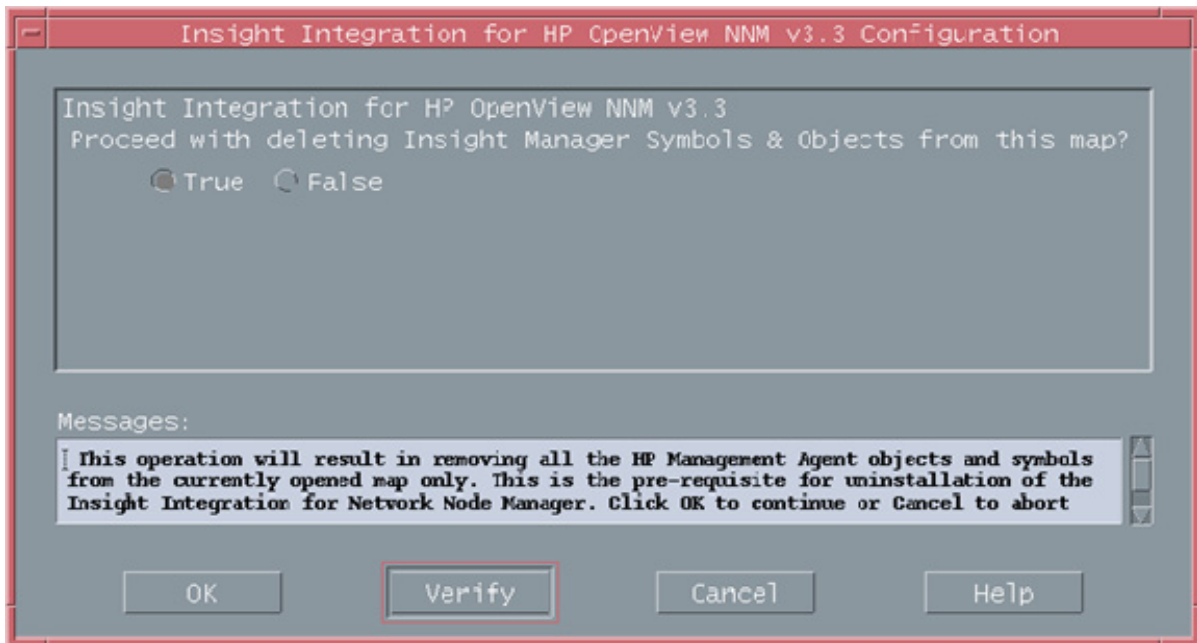 Insight Integration for HP OpenView NNM v3.3 Configuration
Insight Integration for HP OpenView NNM v3.3
Proceed with deleting Insight Manager Symbols & Objects from this map?
True False
Messages:
This operation will result in removing all the HP Management Agent objects and symbols
from the currently opened map only. This is the pre-requisite for uninstallation of the
Insight Integration for Network Node Manager. Click OK to continue or Cancel to abort
OK Verify Cancel Help